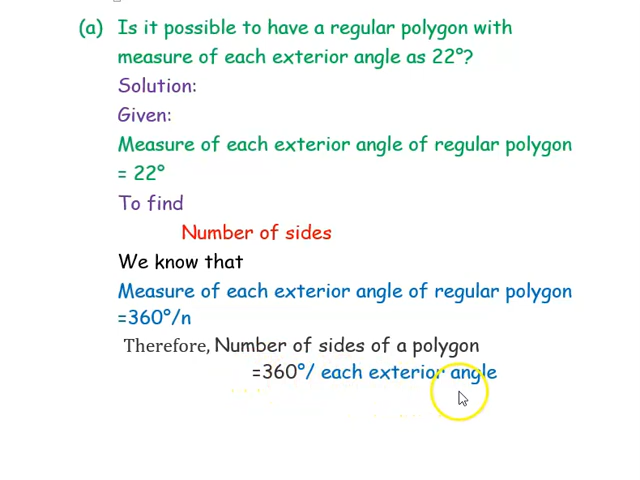 (a) Is it possible to have a regular polygon with
measure of each exterior angle as 22°?
Solution:
Given:
Measure of each exterior angle of regular polygon
= 22°
To find
Number of sides
We know that
Measure of each exterior angle of regular polygon
=360°/n
Therefore, Number of sides of a polygon
=360°/ each exterior angle